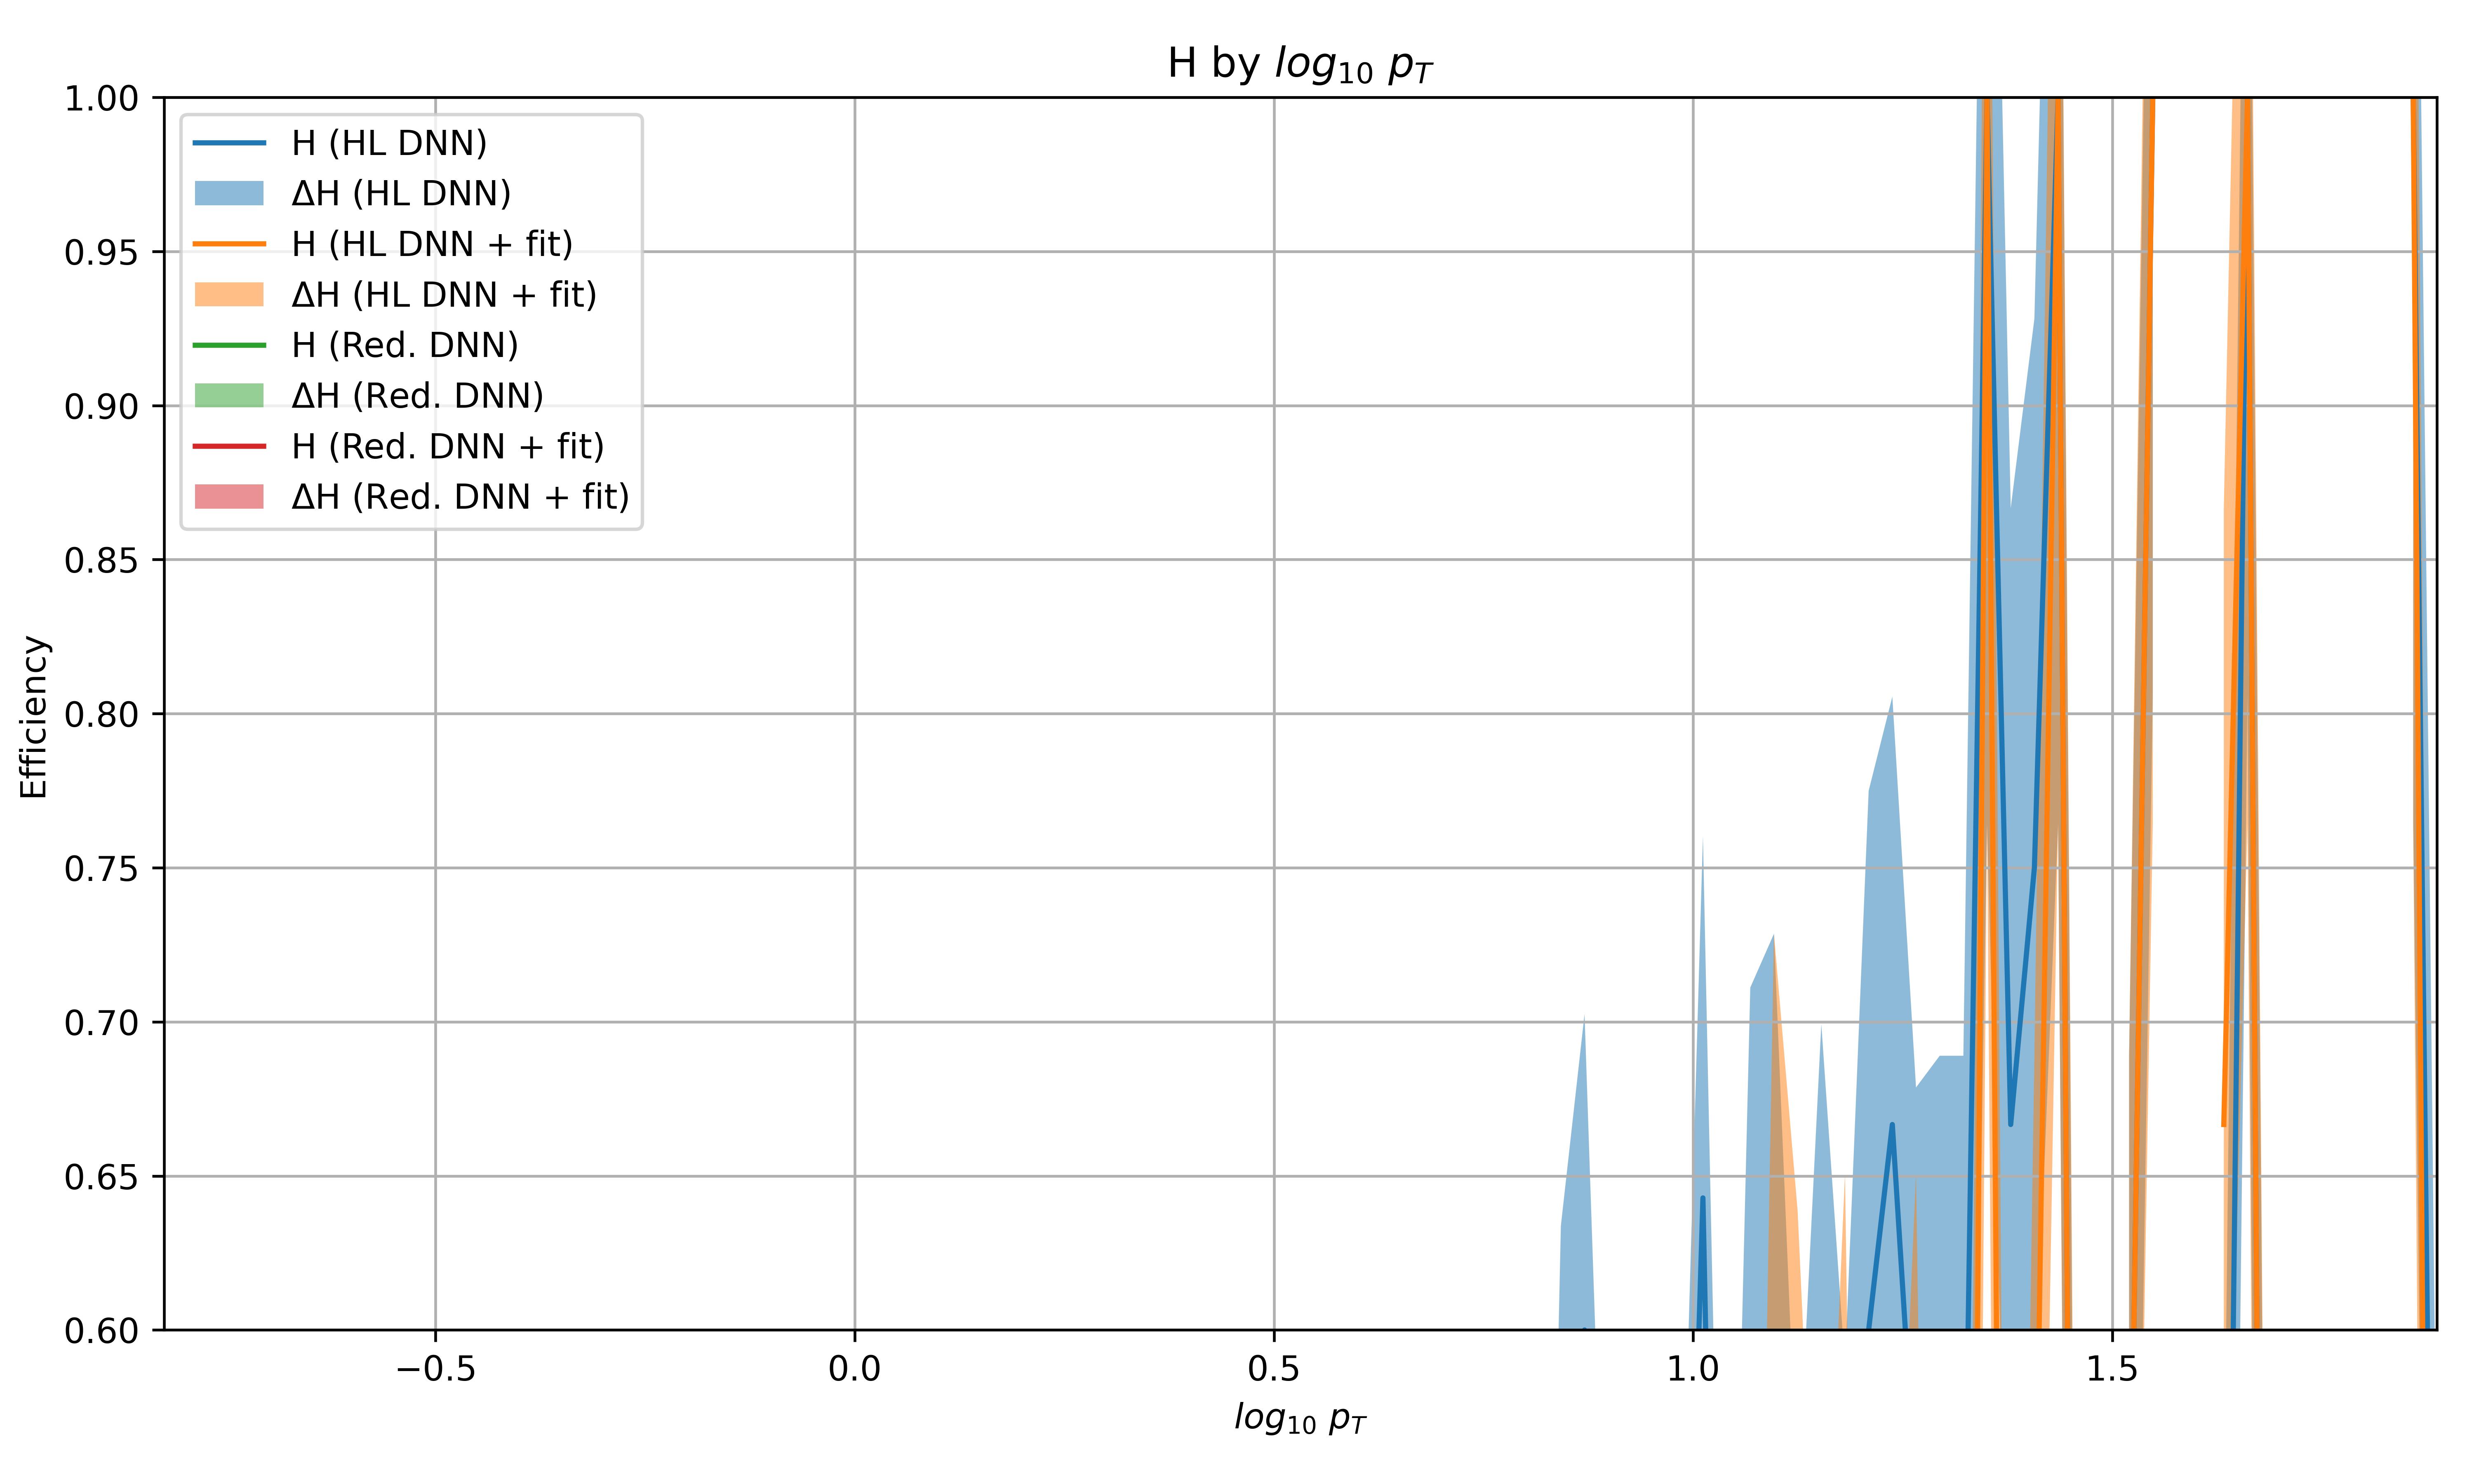 H by log₁₀ p_T
1.00
0.95
0.90
0.85
0.80
0.75
0.70
0.65
0.60
Efficiency
H (HL DNN)
ΔH (HL DNN)
H (HL DNN + fit)
ΔH (HL DNN + fit)
H (Red. DNN)
ΔH (Red. DNN)
H (Red. DNN + fit)
ΔH (Red. DNN + fit)
−0.5 0.0 0.5 1.0 1.5
log₁₀ p_T